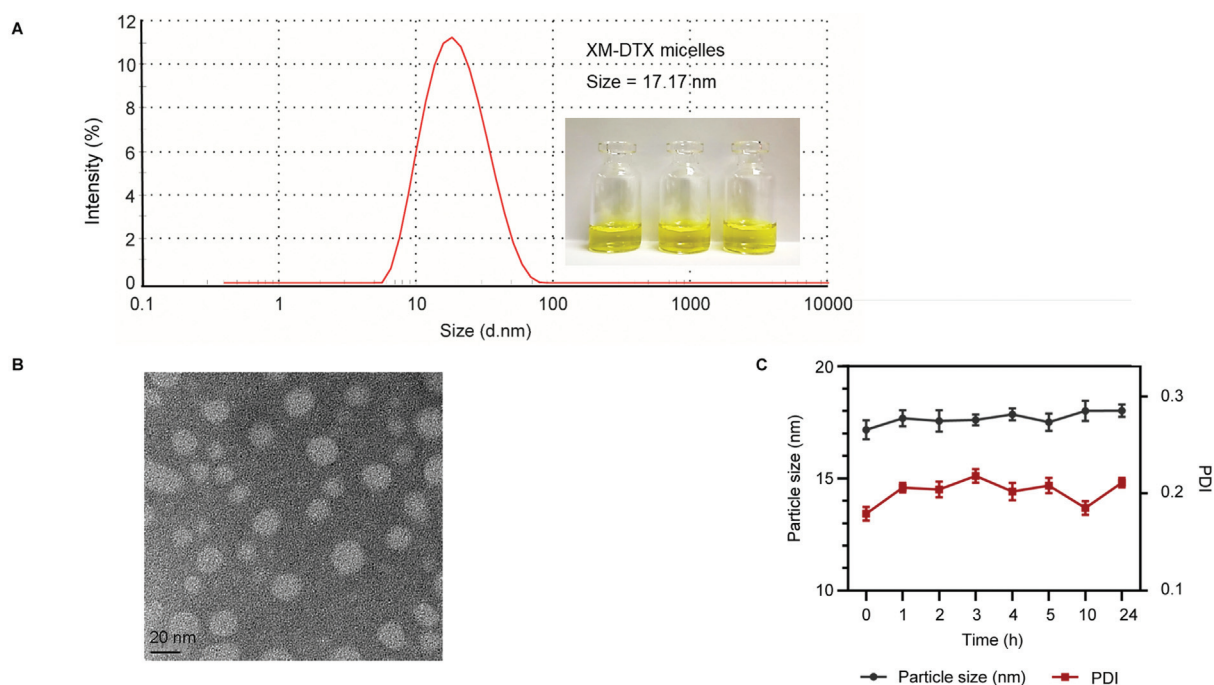 A
12
10
8
6
4
2
0
Intensity (%)
XM-DTX micelles
Size = 17.17 nm
0.1 1 10 100 1000 10000
Size (d.nm)
B
20 nm
C
20
15
10
Particle size (nm)
0.3
0.2
0.1
PDI
0 1 2 3 4 5 10 24
Time (h)
Particle size (nm) PDI